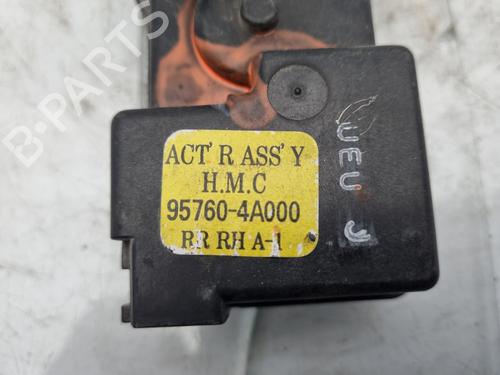 ACT'R ASS'Y
H.M.C
95760-4A000
RR RH A-1
B-PARTS